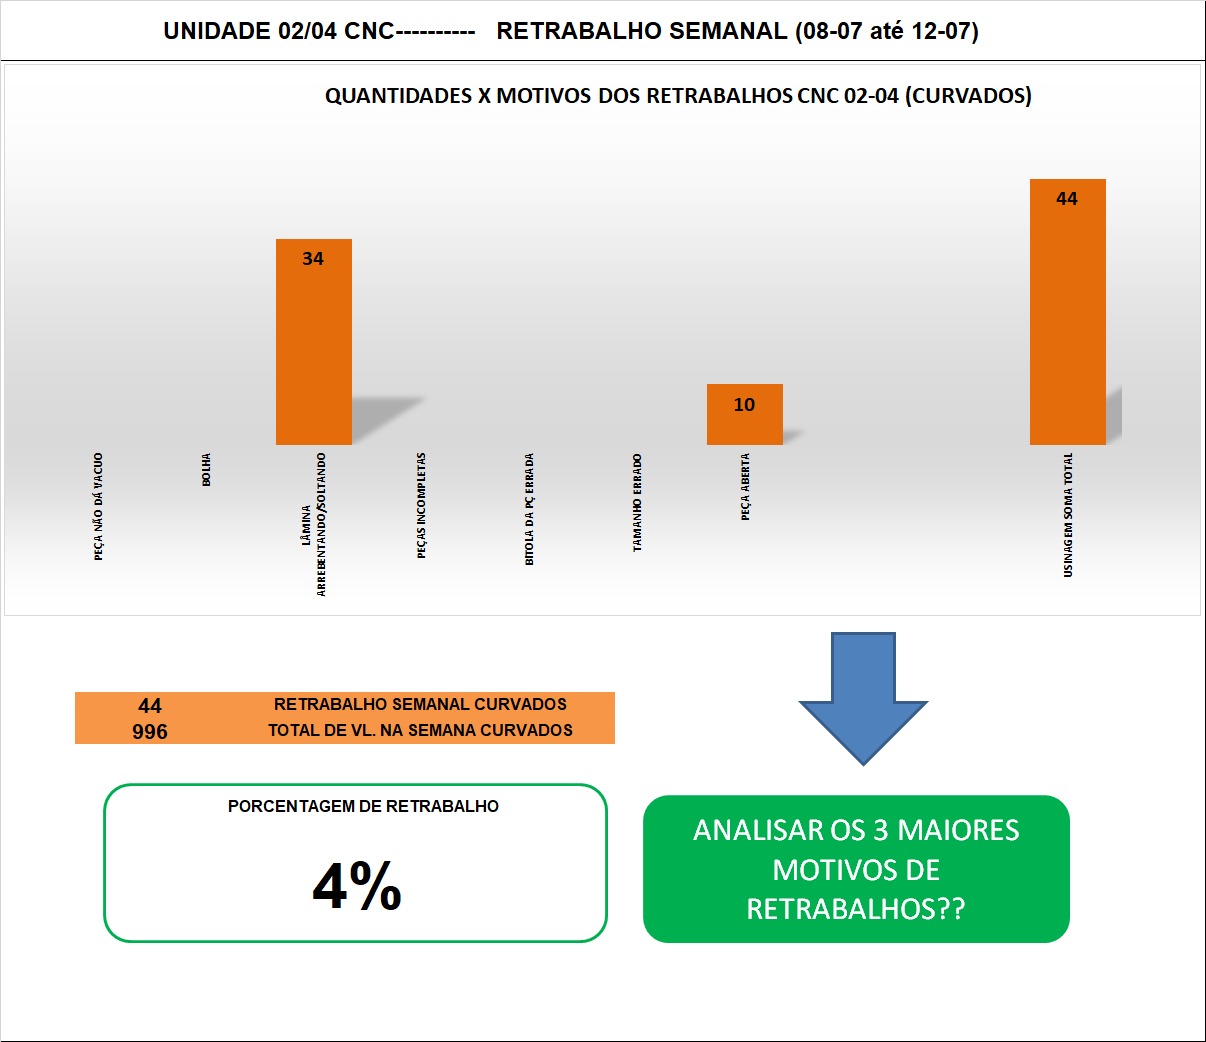 UNIDADE 02/04 CNC---------- RETRABALHO SEMANAL (08-07 até 12-07)
QUANTIDADES X MOTIVOS DOS RETRABALHOS CNC 02-04 (CURVADOS)
34
10
44
PEÇA NÃO DÁ VACUO
BOLHA
LÂMINA
ARREBENTANDO/SOLTANDO
PEÇAS INCOMPLETAS
BITOLA DA PÇ ERRADA
TAMANHO ERRADO
PEÇA ABERTA
USINAGEM SOMA TOTAL
44 RETRABALHO SEMANAL CURVADOS
996 TOTAL DE VL. NA SEMANA CURVADOS
PORCENTAGEM DE RETRABALHO
4%
ANALISAR OS 3 MAIORES
MOTIVOS DE
RETRABALHOS??